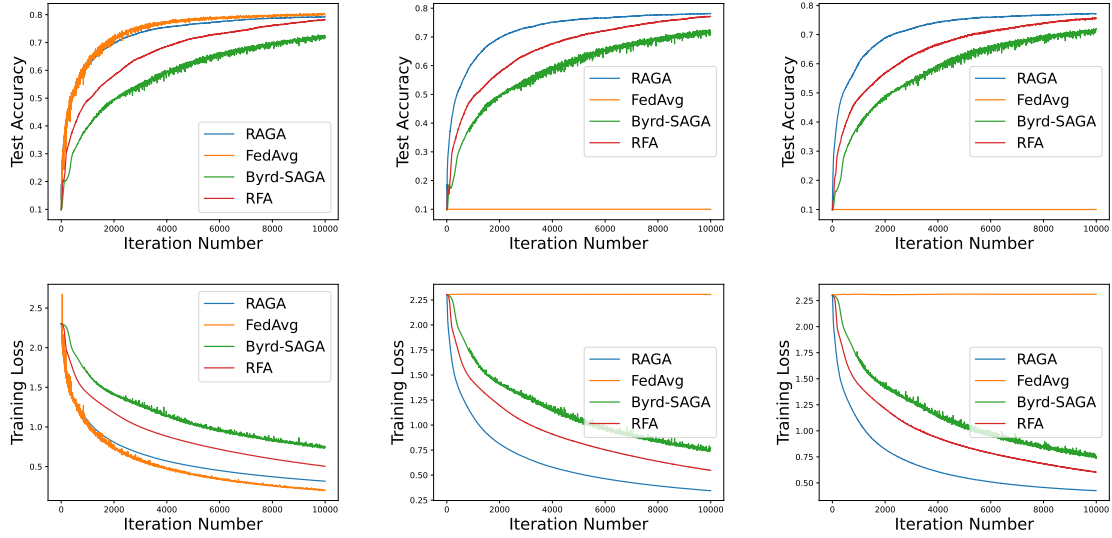 Test Accuracy
0.8
0.7
0.6
0.5
0.4
0.3
0.2
0.1
RAGA
FedAvg
Byrd-SAGA
RFA
0 2000 4000 6000 8000 10000
Iteration Number
Test Accuracy
0.8
0.7
0.6
0.5
0.4
0.3
0.2
0.1
RAGA
FedAvg
Byrd-SAGA
RFA
0 2000 4000 6000 8000 10000
Iteration Number
Test Accuracy
0.8
0.7
0.6
0.5
0.4
0.3
0.2
0.1
RAGA
FedAvg
Byrd-SAGA
RFA
0 2000 4000 6000 8000 10000
Iteration Number
Training Loss
2.5
2.0
1.5
1.0
0.5
RAGA
FedAvg
Byrd-SAGA
RFA
0 2000 4000 6000 8000 10000
Iteration Number
Training Loss
2.25
2.00
1.75
1.50
1.25
1.00
0.75
0.50
0.25
RAGA
FedAvg
Byrd-SAGA
RFA
0 2000 4000 6000 8000 10000
Iteration Number
Training Loss
2.25
2.00
1.75
1.50
1.25
1.00
0.75
0.50
RAGA
FedAvg
Byrd-SAGA
RFA
0 2000 4000 6000 8000 10000
Iteration Number